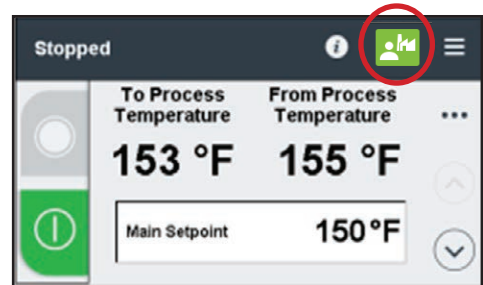 Stopped
To Process From Process
Temperature Temperature
153 °F 155 °F
Main Setpoint 150°F